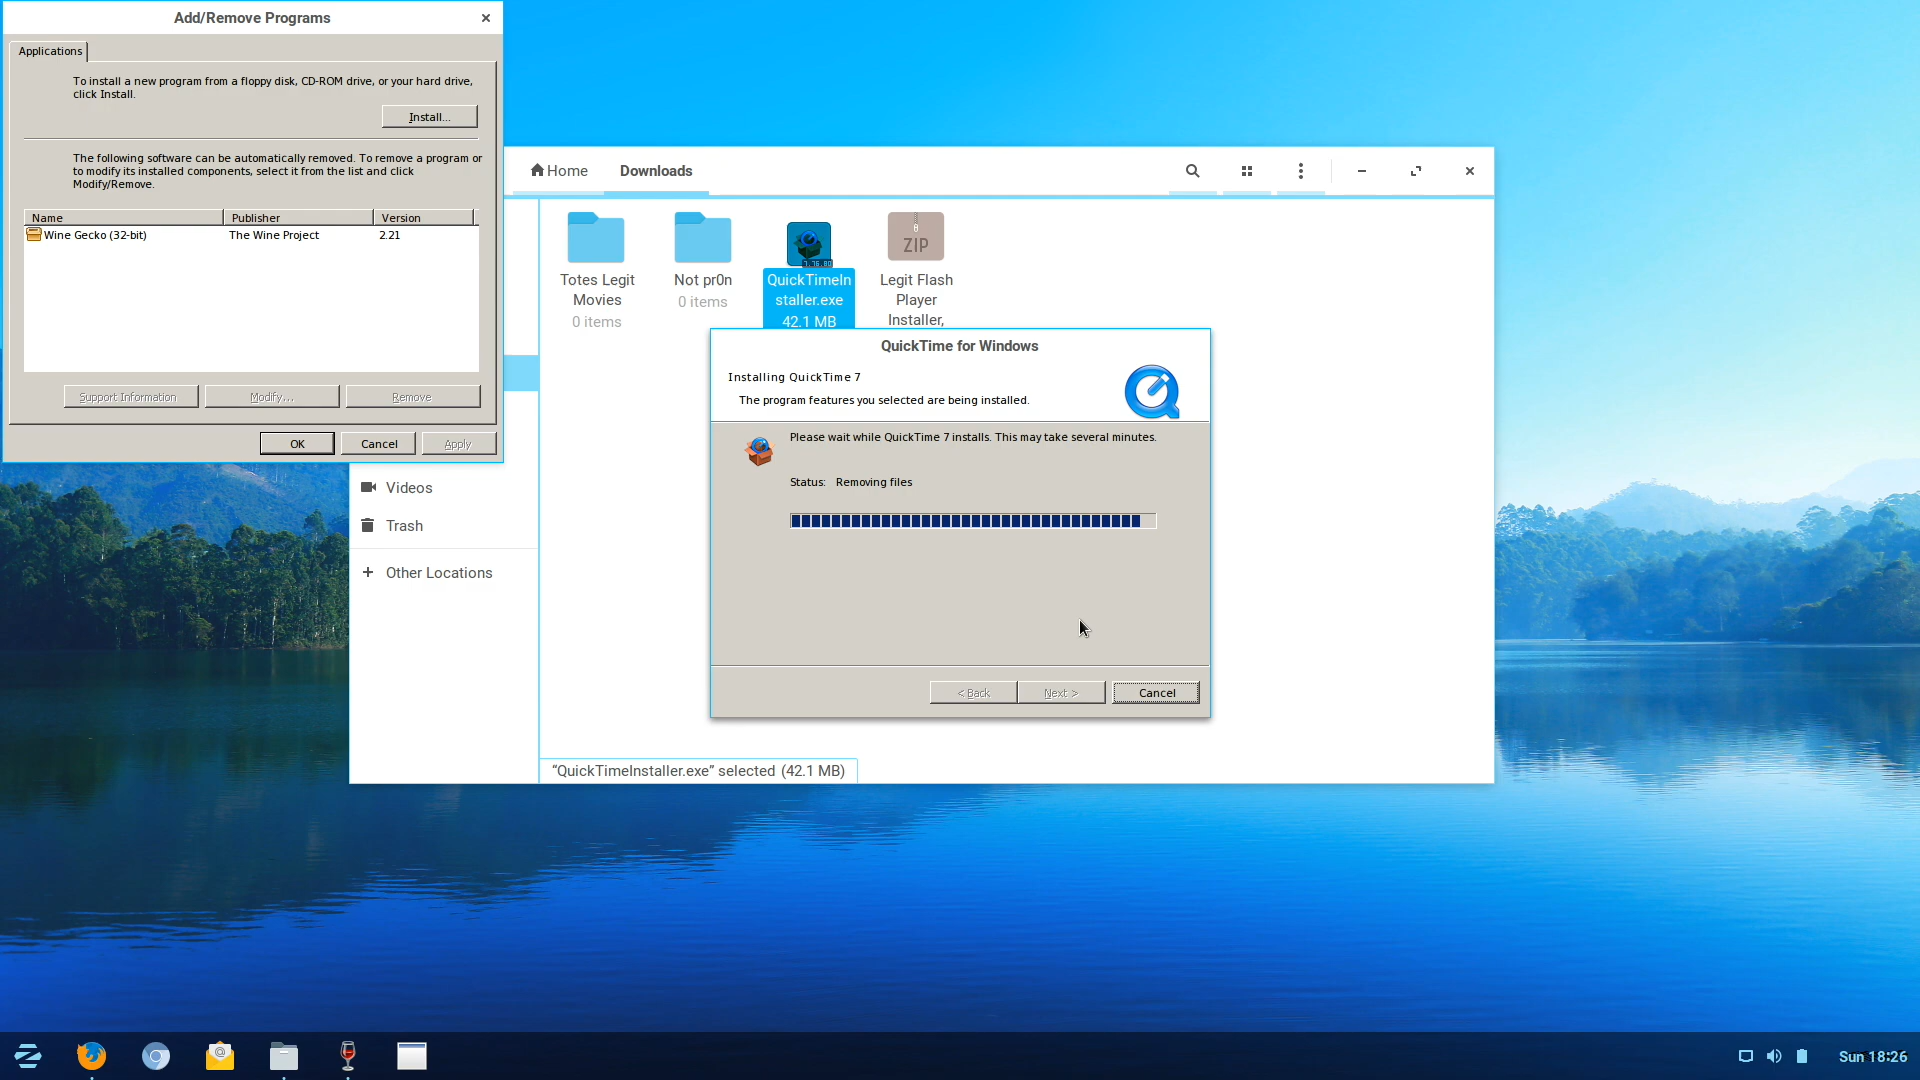 Add/Remove Programs
Applications
To install a new program from a floppy disk, CD-ROM drive, or your hard drive,
click Install.
Install...
The following software can be automatically removed. To remove a program or
to modify its installed components, select it from the list and click
Modify/Remove.
Name Publisher Version
Wine Gecko (32-bit) The Wine Project 2.21
Support Information Modify... Remove
OK Cancel Apply
Home Downloads
Totes Legit
Movies
0 items
Not pr0n
0 items
QuickTimeIn
staller.exe
42.1 MB
ZIP
Legit Flash
Player
Installer,
Videos
Trash
Other Locations
QuickTime for Windows
Installing QuickTime 7
The program features you selected are being installed.
Please wait while QuickTime 7 installs. This may take several minutes.
Status: Removing files
< Back Next > Cancel
“QuickTimeInstaller.exe” selected (42.1 MB)
Sun 18:26